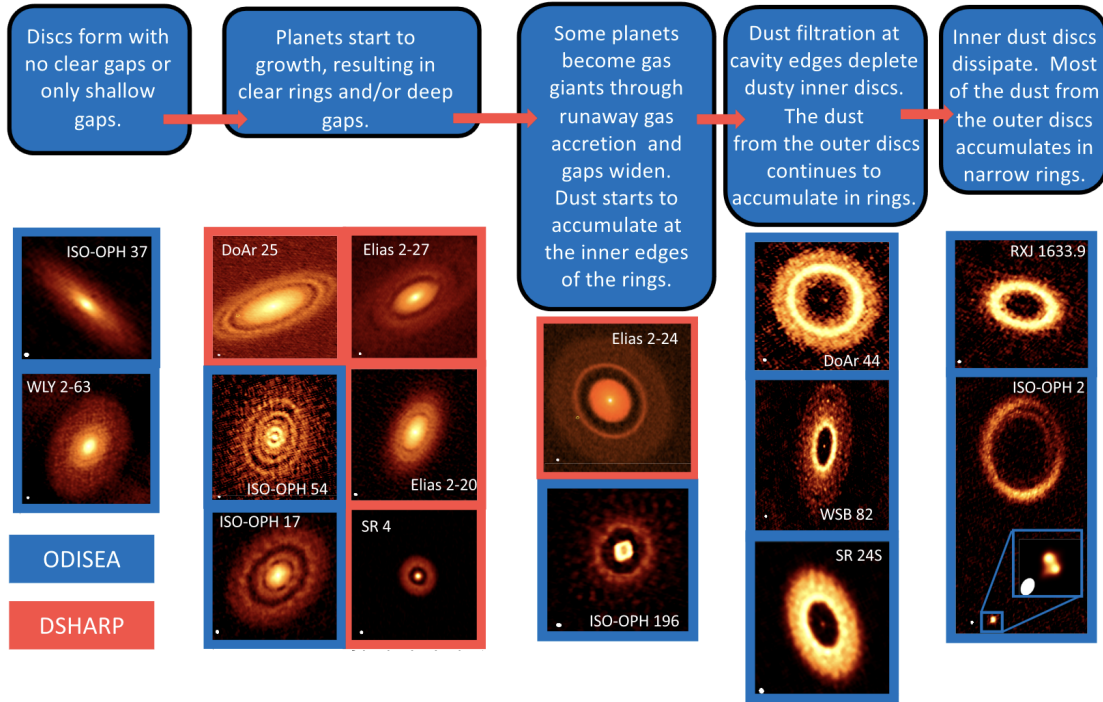 Discs form with
no clear gaps or
only shallow
gaps.
Planets start to
growth, resulting in
clear rings and/or deep
gaps.
Some planets
become gas
giants through
runaway gas
accretion and
gaps widen.
Dust starts to
accumulate at
the inner edges
of the rings.
Dust filtration at
cavity edges deplete
dusty inner discs.
The dust
from the outer discs
continues to
accumulate in rings.
Inner dust discs
dissipate. Most
of the dust from
the outer discs
accumulates in
narrow rings.
ISO-OPH 37
WLY 2-63
ODISEA
DSHARP
DoAr 25
Elias 2-27
ISO-OPH 54
Elias 2-20
ISO-OPH 17
SR 4
Elias 2-24
ISO-OPH 196
DoAr 44
WSB 82
SR 24S
RXJ 1633.9
ISO-OPH 2